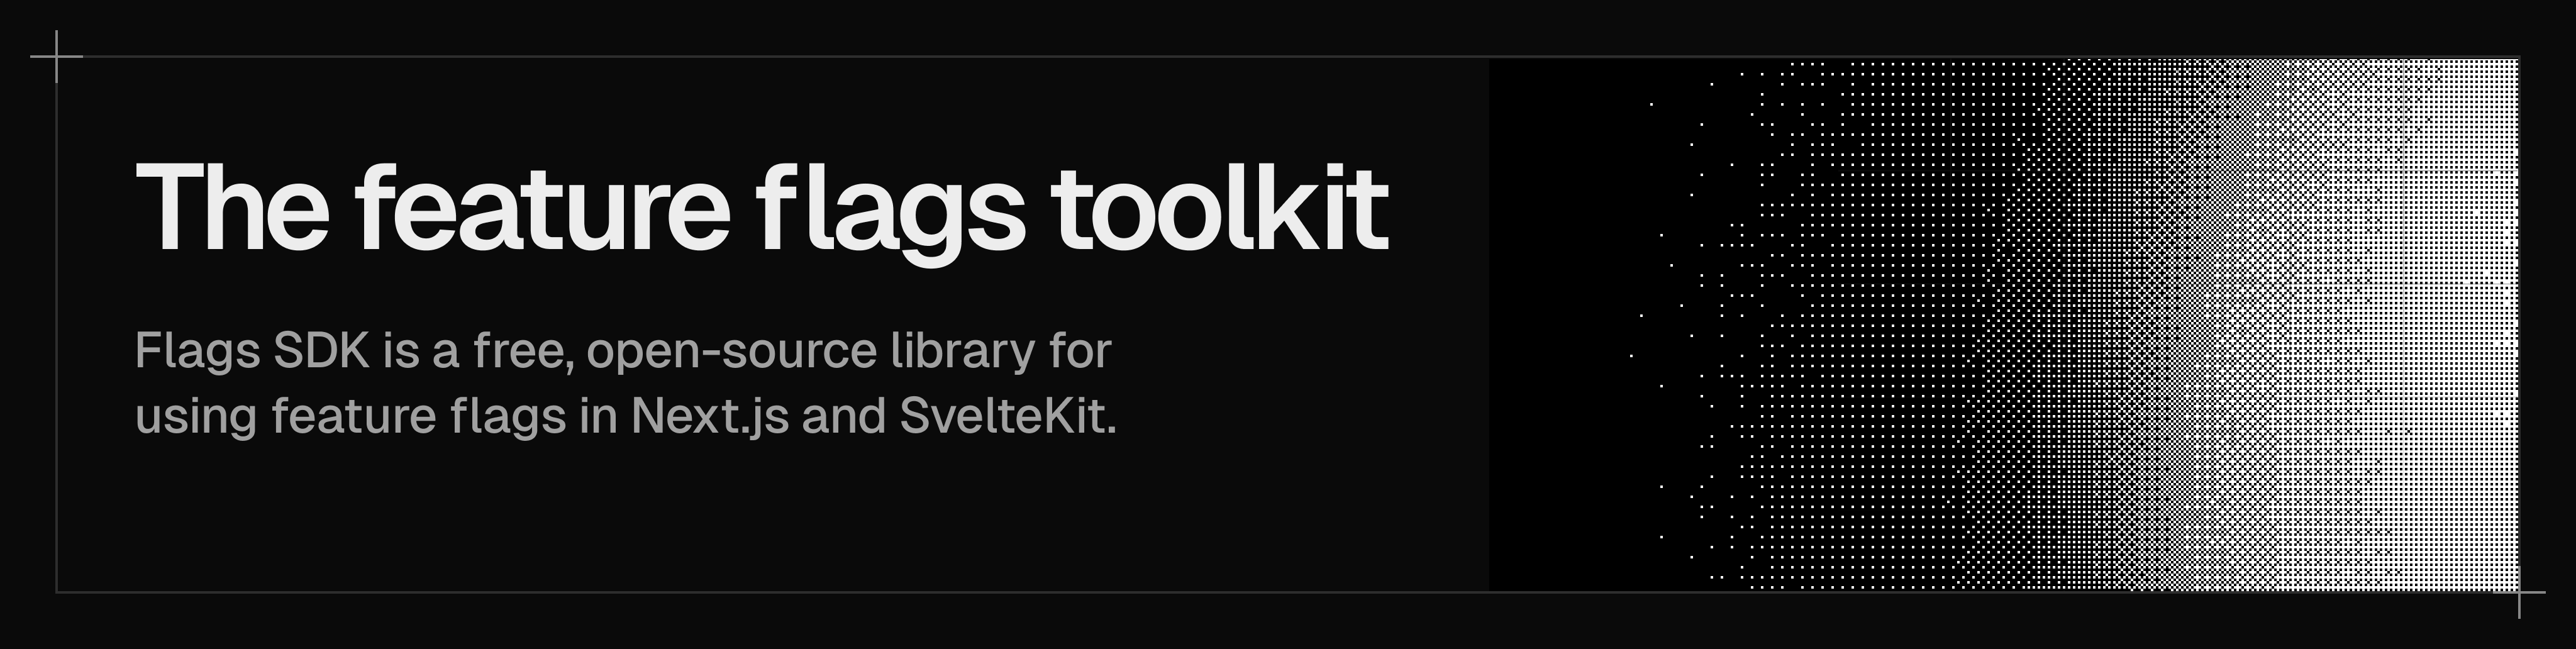 The feature flags toolkit
Flags SDK is a free, open-source library for
using feature flags in Next.js and SvelteKit.